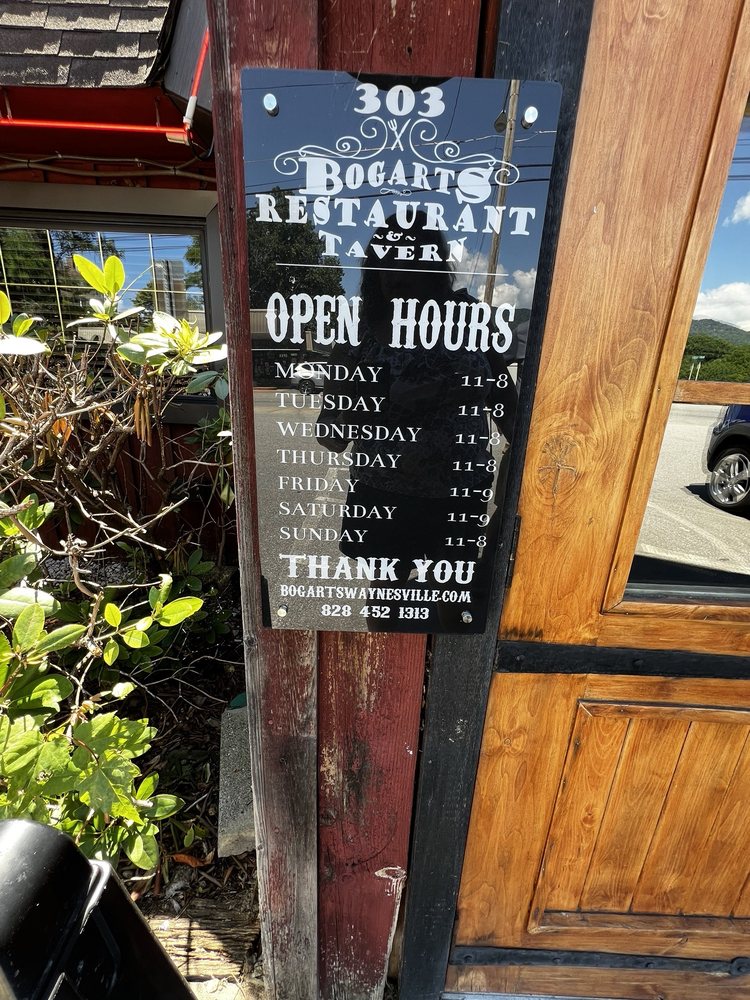 303
BOGARTS
RESTAURANT
~&~
TAVERN
OPEN HOURS
MONDAY 11-8
TUESDAY 11-8
WEDNESDAY 11-8
THURSDAY 11-8
FRIDAY 11-9
SATURDAY 11-9
SUNDAY 11-8
THANK YOU
BOGARTSWAYNESVILLE.COM
828 452 1313